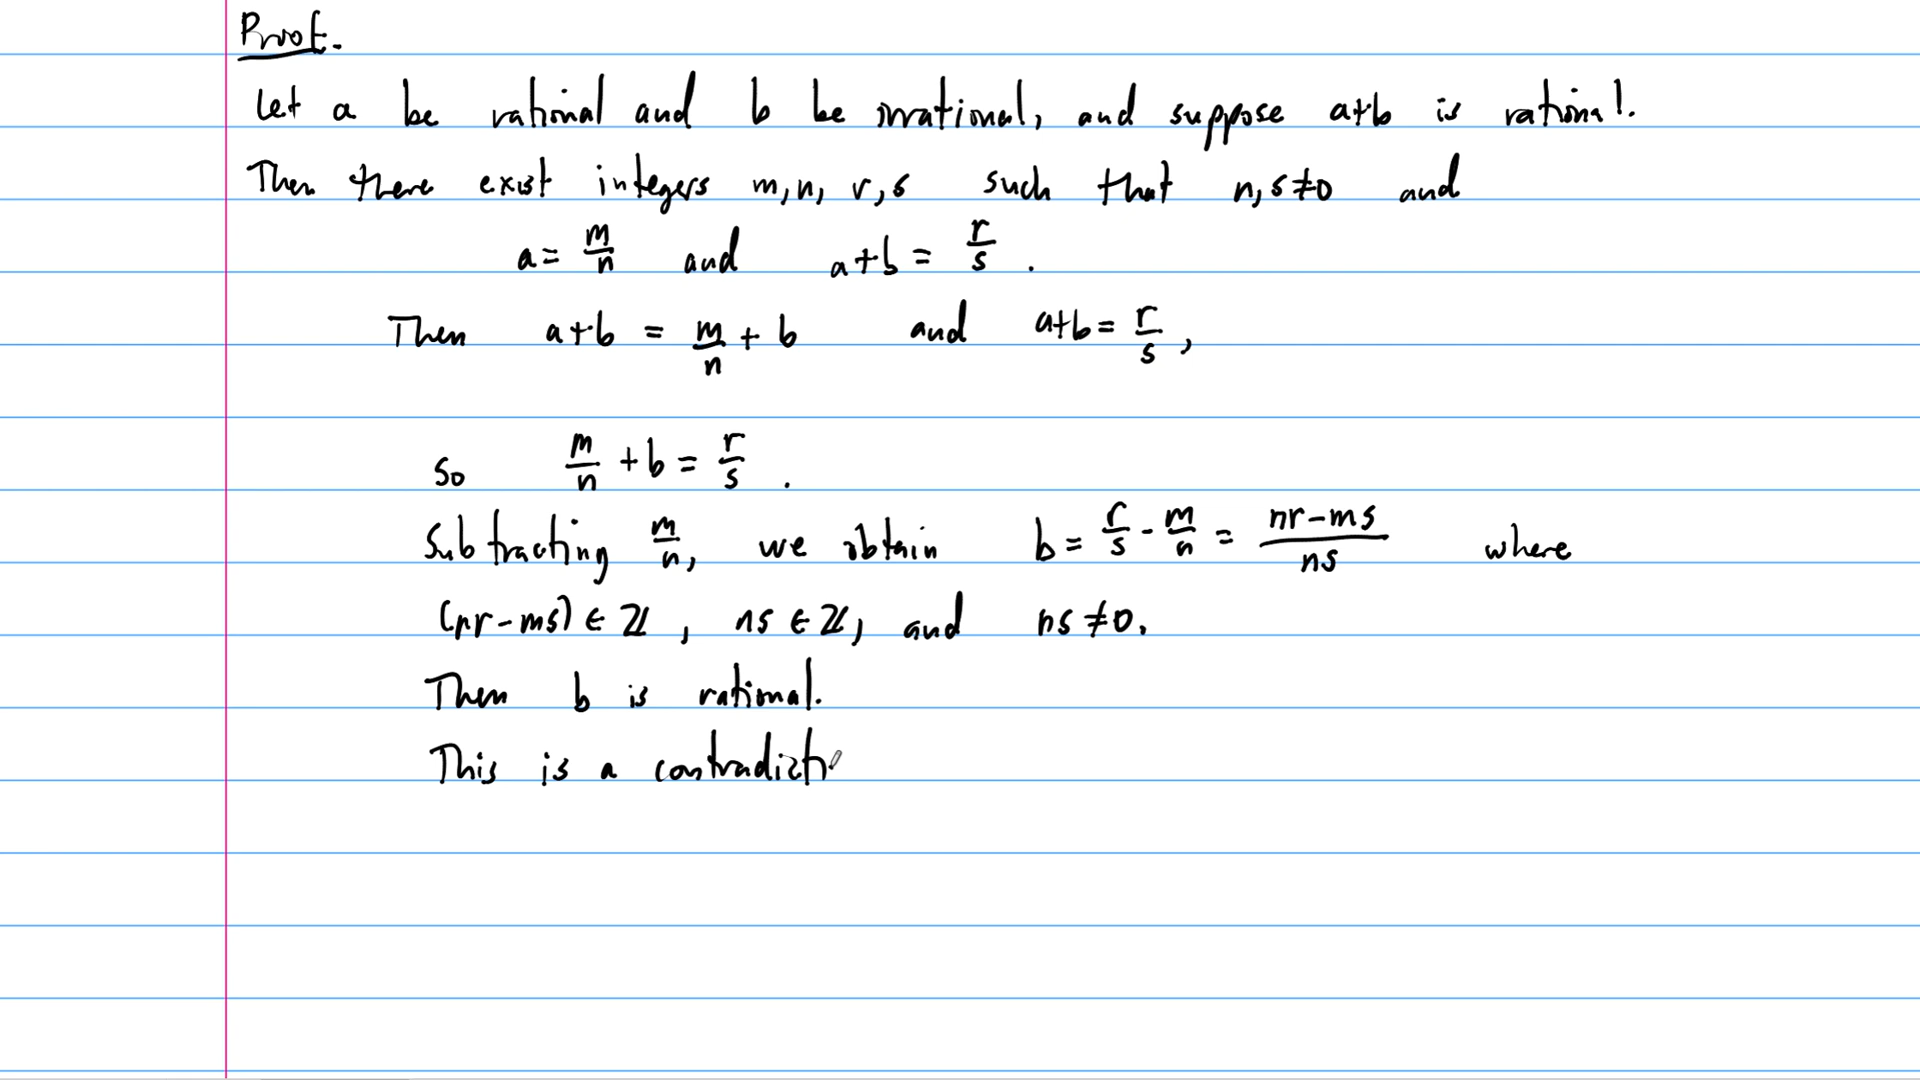 Proof.
Let a be rational and b be irrational, and suppose a+b is rational.
Then there exist integers m, n, r, s such that n, s ≠ 0 and
a = m/n and a+b = r/s .
Then a+b = m/n + b and a+b = r/s ,
So m/n + b = r/s .
Subtracting m/n, we obtain b = r/s - m/n = (nr-ms)/ns where
(nr-ms) ∈ ℤ , ns ∈ ℤ, and ns ≠ 0.
Then b is rational.
This is a contradicti